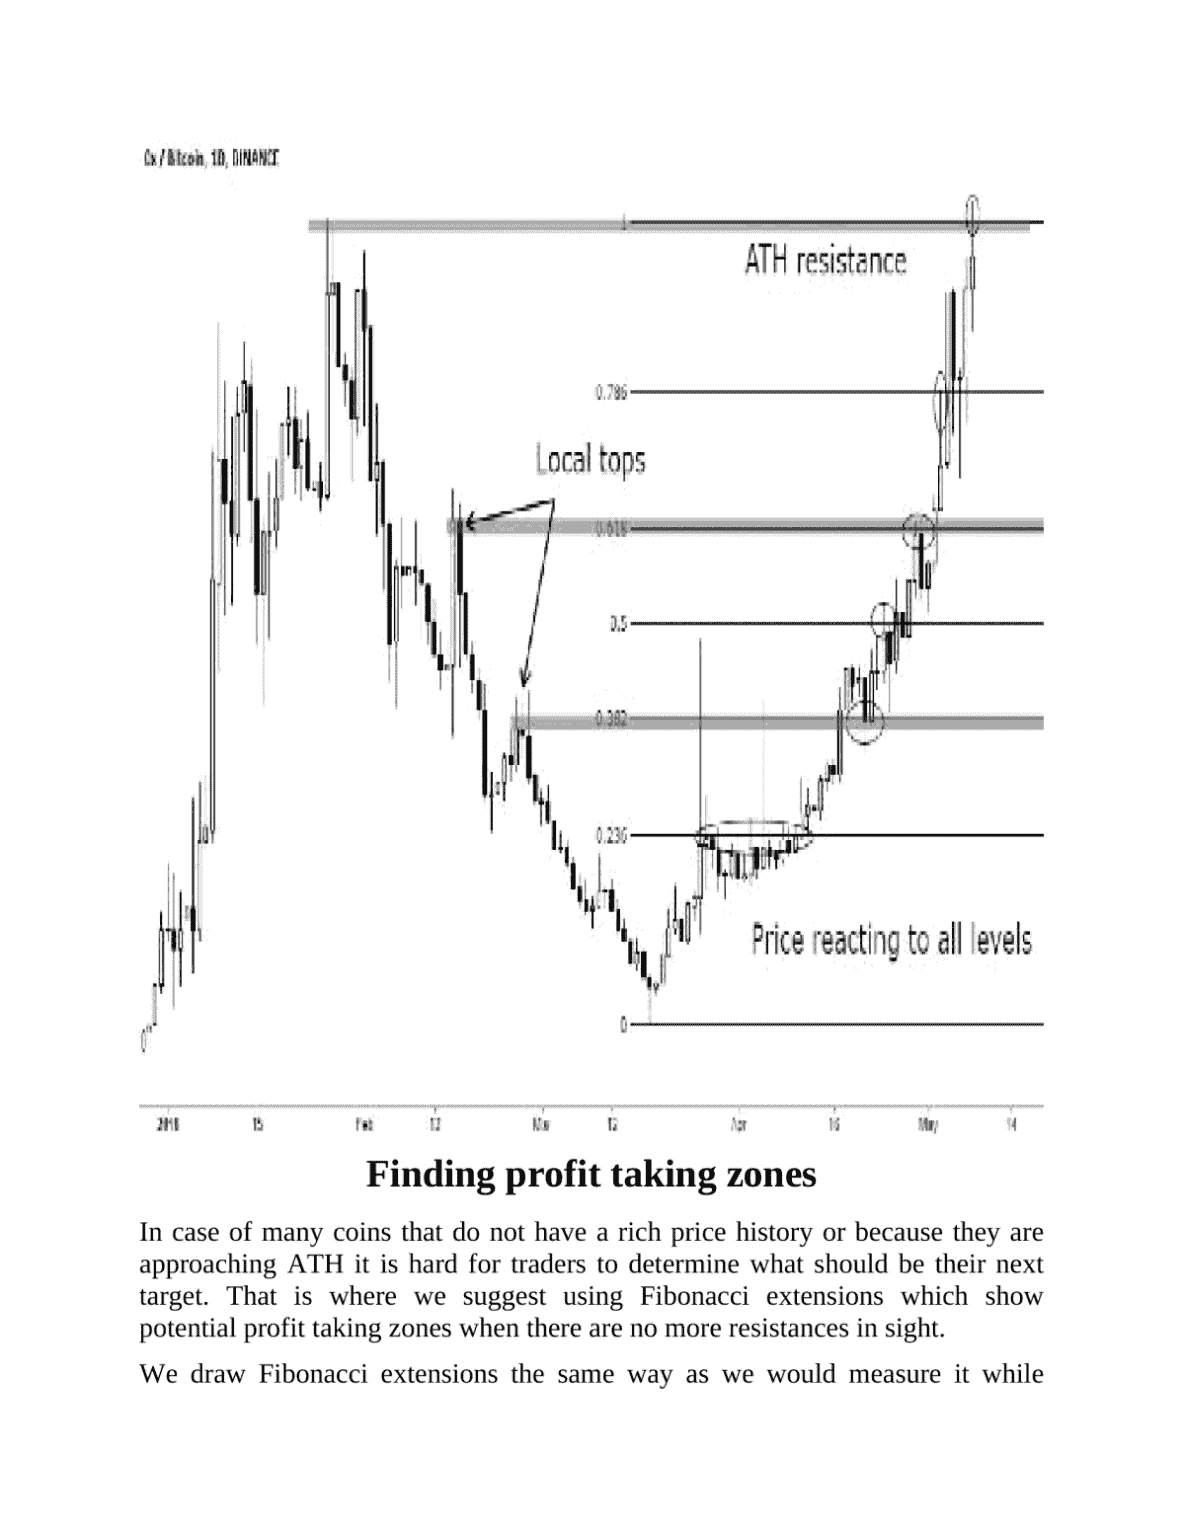 0x / Bitcoin, 1D, BINANCE
1
ATH resistance
0.786
Local tops
0.618
0.5
0.382
0.236
Price reacting to all levels
0
2018 15 Feb 12 Mar 12 Apr 16 May 14
Finding profit taking zones
In case of many coins that do not have a rich price history or because they are
approaching ATH it is hard for traders to determine what should be their next
target. That is where we suggest using Fibonacci extensions which show
potential profit taking zones when there are no more resistances in sight.
We draw Fibonacci extensions the same way as we would measure it while